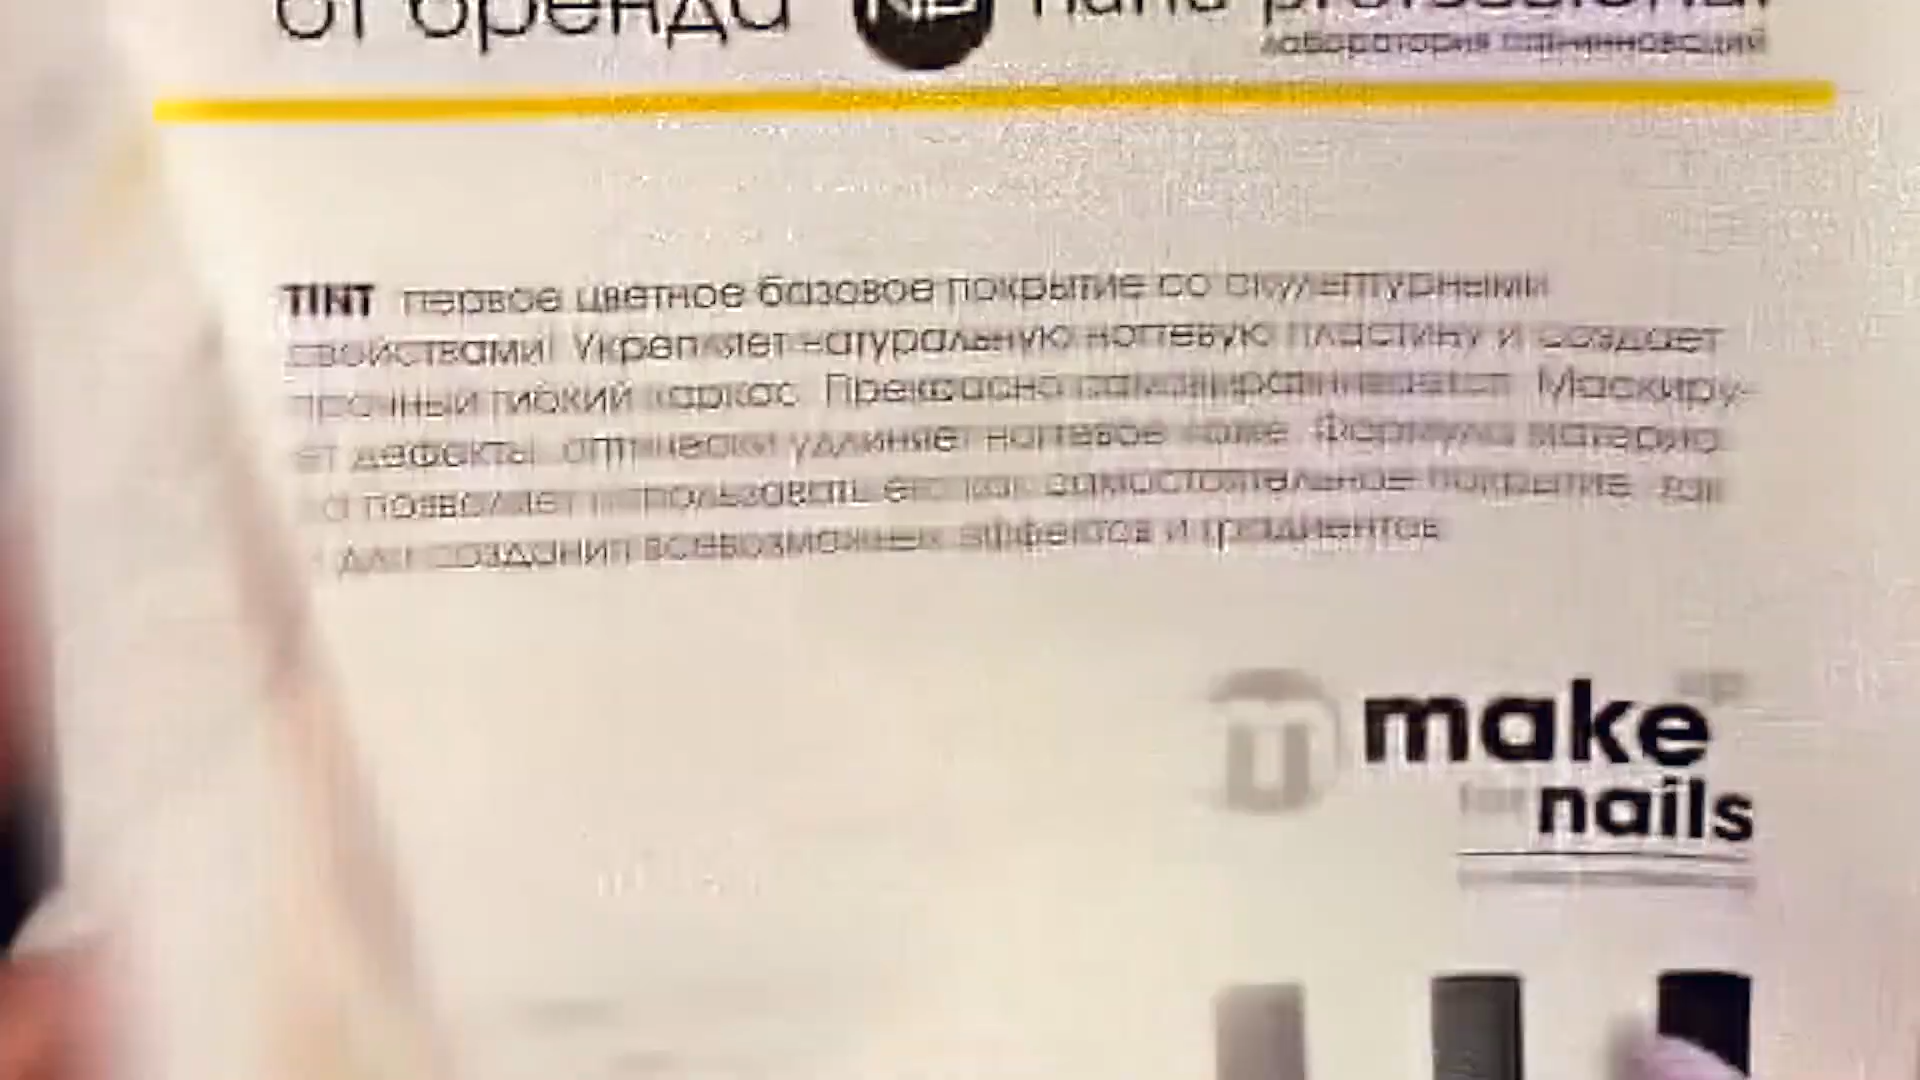 от бренда NP nano professional
лаборатория
TINT первое цветное базовое покрытие со скульптурными
свойствами! Укрепляет натуральную ногтевую пластину и создает
прочный гибкий каркас. Прекрасно самовыравнивается. Маскиру-
ет дефекты, оптически удлиняет ногтевое ложе. Формула материа-
ла позволяет использовать его как самостоятельное покрытие, так
и для создания всевозможных эффектов и градиентов.
make up
for nails